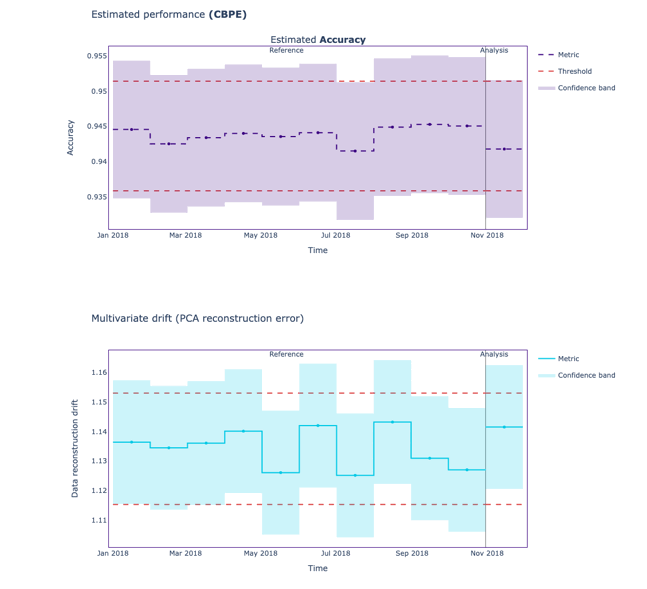 Estimated performance (CBPE)
Estimated Accuracy
Reference
Analysis
0.955
0.95
0.945
0.94
0.935
Accuracy
Jan 2018
Mar 2018
May 2018
Jul 2018
Sep 2018
Nov 2018
Time
Metric
Threshold
Confidence band
Multivariate drift (PCA reconstruction error)
Reference
Analysis
1.16
1.15
1.14
1.13
1.12
1.11
Data reconstruction drift
Jan 2018
Mar 2018
May 2018
Jul 2018
Sep 2018
Nov 2018
Time
Metric
Confidence band